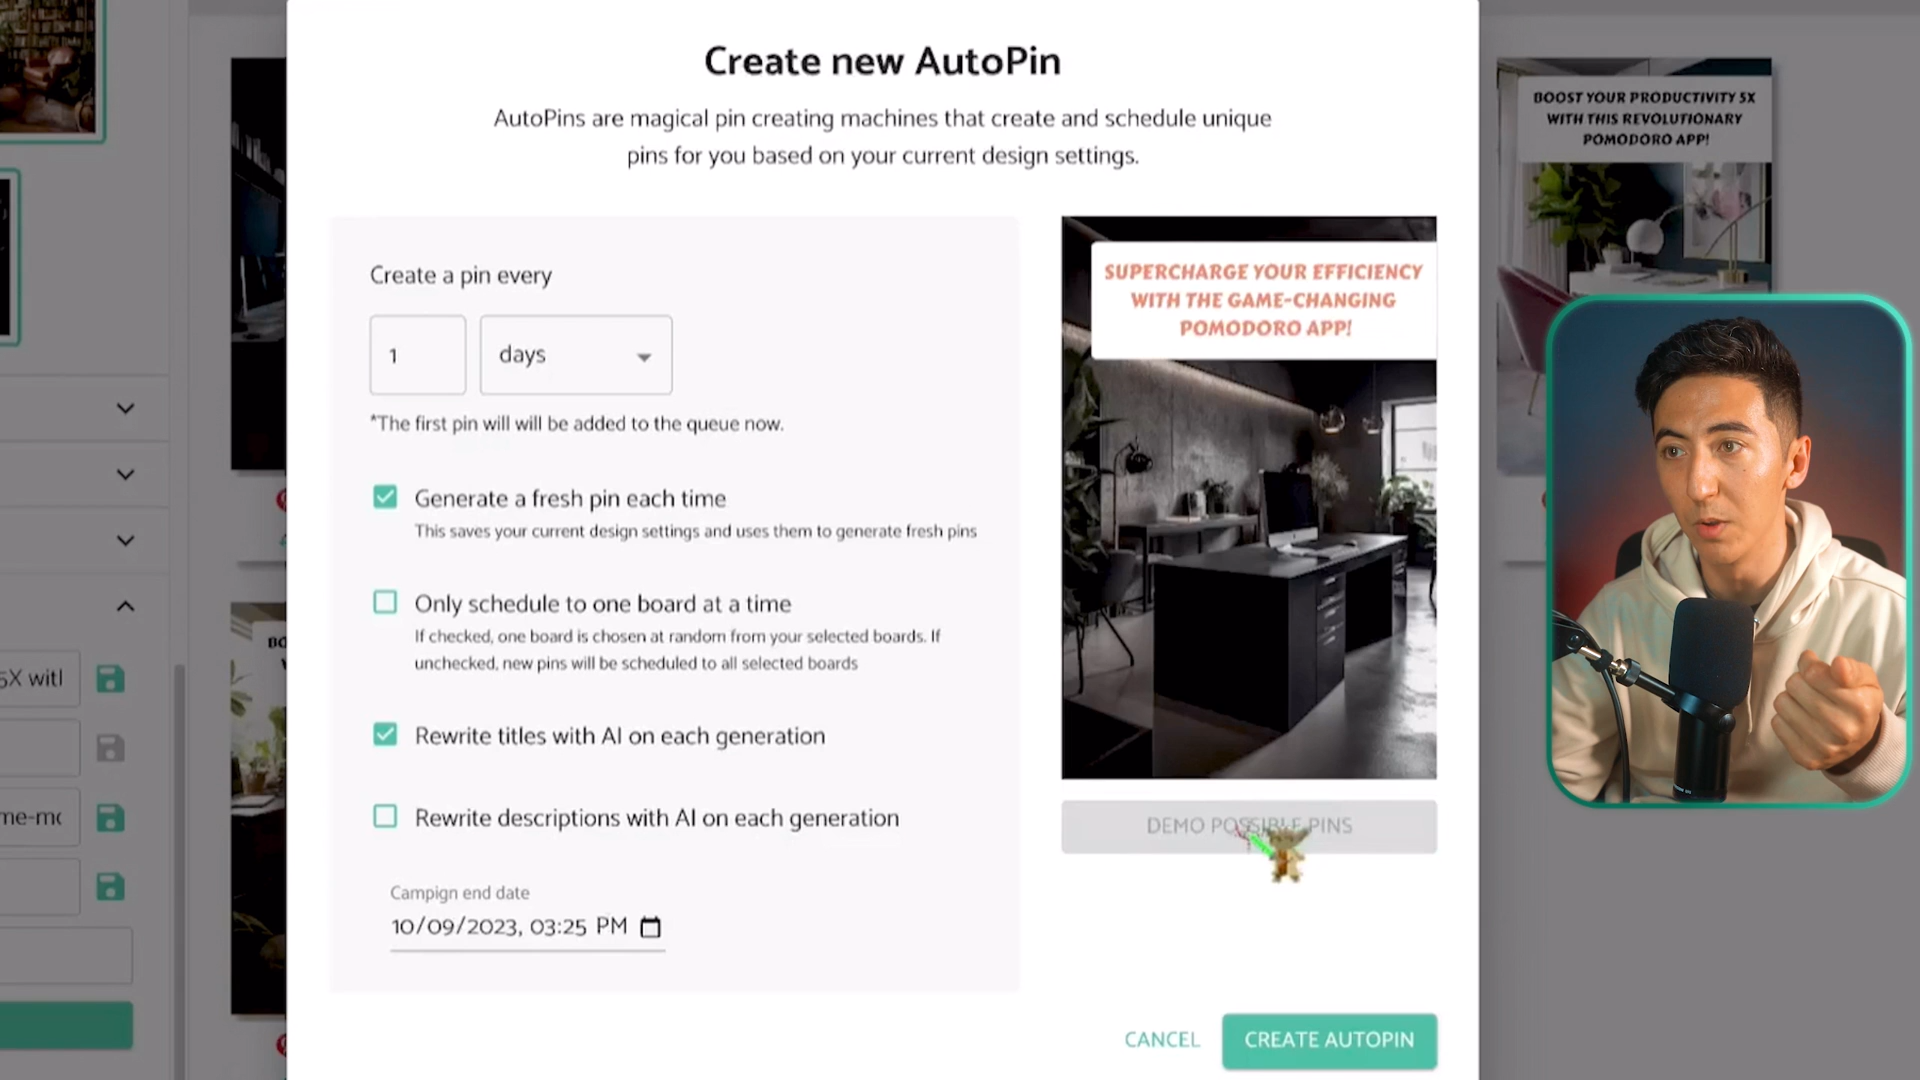 Create new AutoPin
AutoPins are magical pin creating machines that create and schedule unique
pins for you based on your current design settings.
Create a pin every
1
days
*The first pin will will be added to the queue now.
Generate a fresh pin each time
This saves your current design settings and uses them to generate fresh pins
Only schedule to one board at a time
If checked, one board is chosen at random from your selected boards. If
unchecked, new pins will be scheduled to all selected boards
Rewrite titles with AI on each generation
Rewrite descriptions with AI on each generation
Campign end date
10/09/2023, 03:25 PM
SUPERCHARGE YOUR EFFICIENCY
WITH THE GAME-CHANGING
POMODORO APP!
DEMO POSSIBLE PINS
CANCEL
CREATE AUTOPIN
BOOST YOUR PRODUCTIVITY 5X
WITH THIS REVOLUTIONARY
POMODORO APP!
5X witl
me-mc
BO